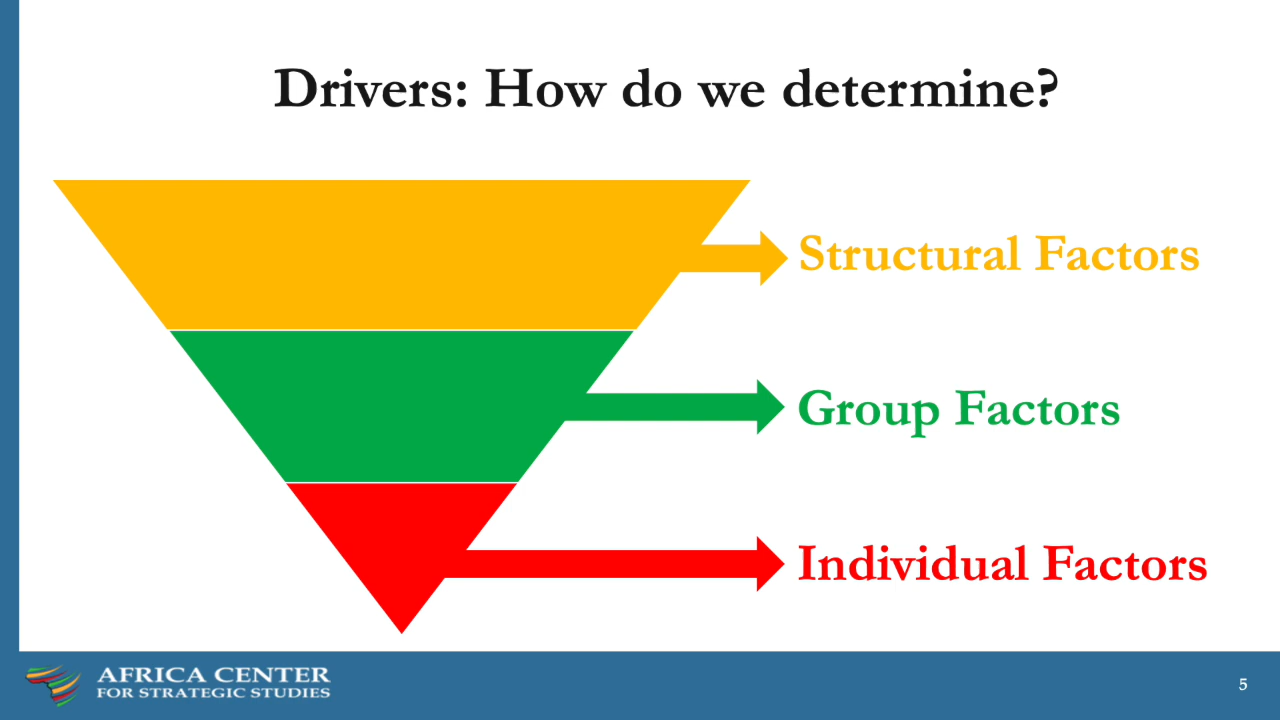 Drivers: How do we determine?
Structural Factors
Group Factors
Individual Factors
AFRICA CENTER
FOR STRATEGIC STUDIES
5